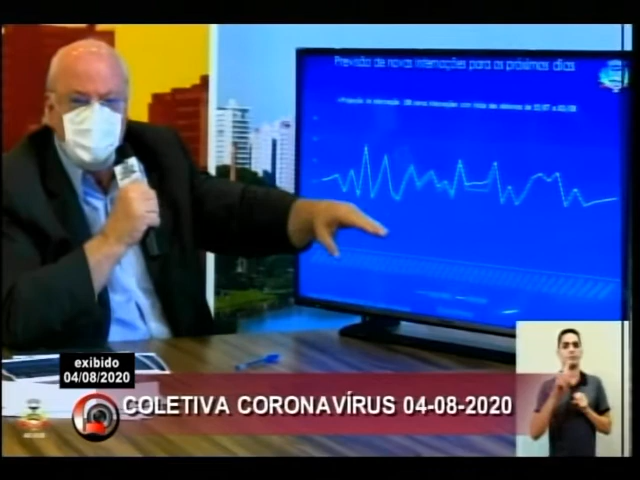 Previsão de novas internações para os próximos dias
exibido
04/08/2020
COLETIVA CORONAVÍRUS 04-08-2020